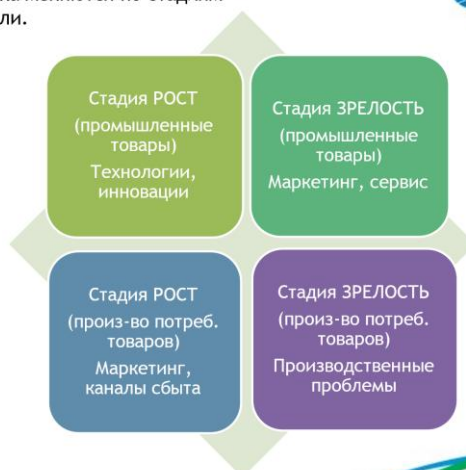 ли.
Стадия РОСТ
(промышленные
товары)
Технологии,
инновации
Стадия ЗРЕЛОСТЬ
(промышленные
товары)
Маркетинг, сервис
Стадия РОСТ
(произ-во потреб.
товаров)
Маркетинг,
каналы сбыта
Стадия ЗРЕЛОСТЬ
(произ-во потреб.
товаров)
Производственные
проблемы